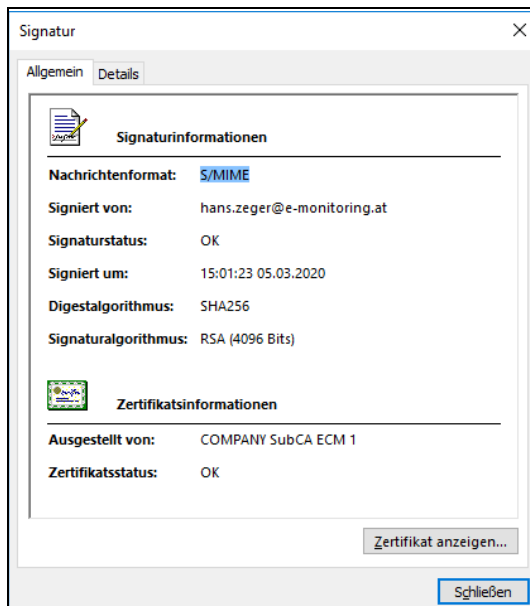 Signatur
Allgemein Details
Signaturinformationen
Nachrichtenformat: S/MIME
Signiert von: hans.zeger@e-monitoring.at
Signaturstatus: OK
Signiert um: 15:01:23 05.03.2020
Digestalgorithmus: SHA256
Signaturalgorithmus: RSA (4096 Bits)
Zertifikatsinformationen
Ausgestellt von: COMPANY SubCA ECM 1
Zertifikatsstatus: OK
Zertifikat anzeigen...
Schließen